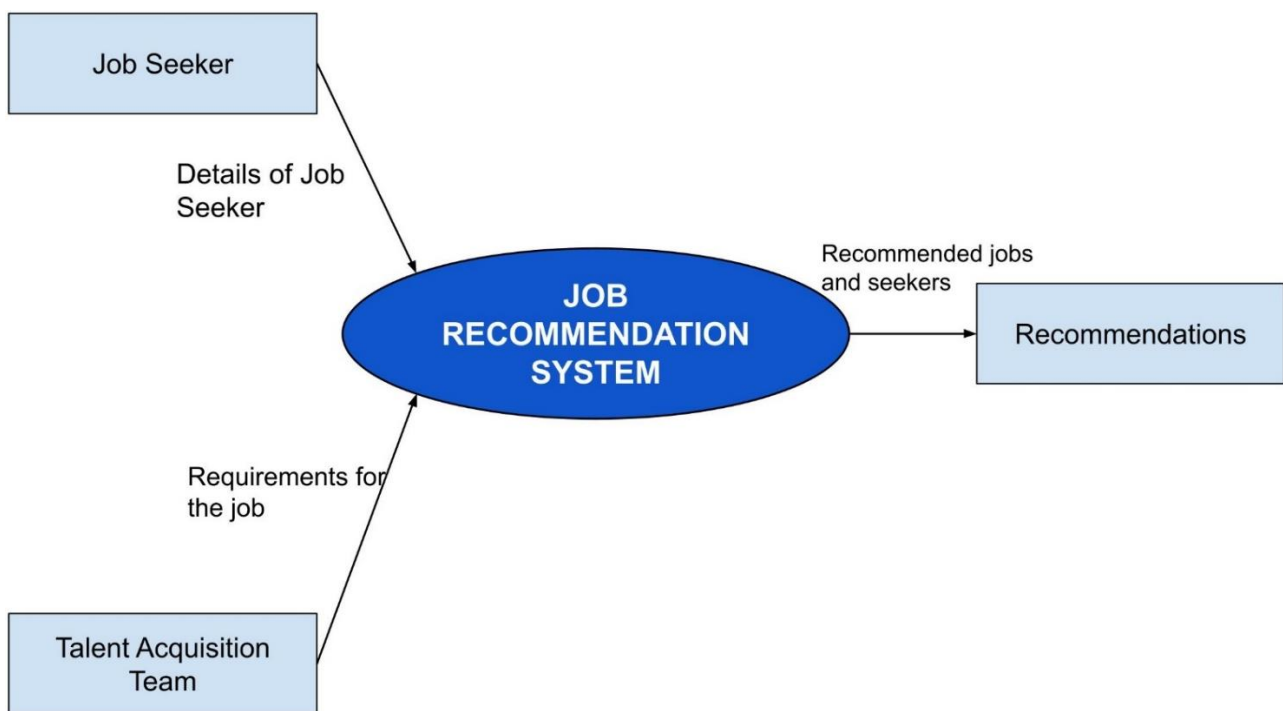 Job Seeker
Details of Job
Seeker
Recommended jobs
and seekers
JOB
RECOMMENDATION
SYSTEM
Recommendations
Requirements for
the job
Talent Acquisition
Team